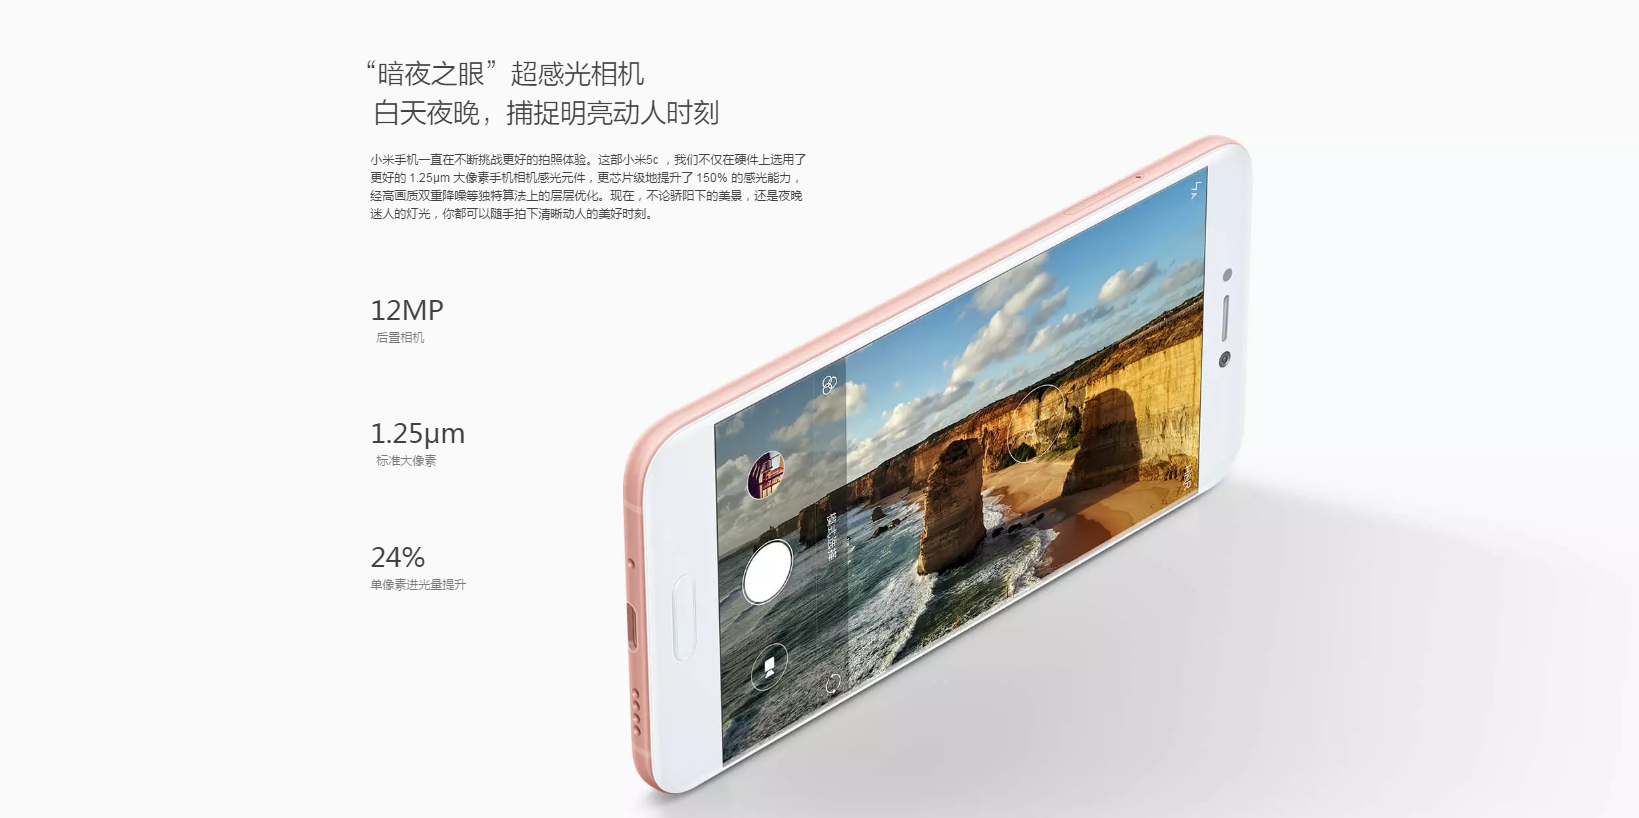 “暗夜之眼”超感光相机
白天夜晚，捕捉明亮动人时刻
小米手机一直在不断挑战更好的拍照体验。这部小米5c ，我们不仅在硬件上选用了
更好的 1.25μm 大像素手机相机感光元件，更芯片级地提升了 150% 的感光能力，
经高画质双重降噪等独特算法上的层层优化。现在，不论骄阳下的美景，还是夜晚
迷人的灯光，你都可以随手拍下清晰动人的美好时刻。
12MP
后置相机
1.25μm
标准大像素
24%
单像素进光量提升
模式选择
HDR